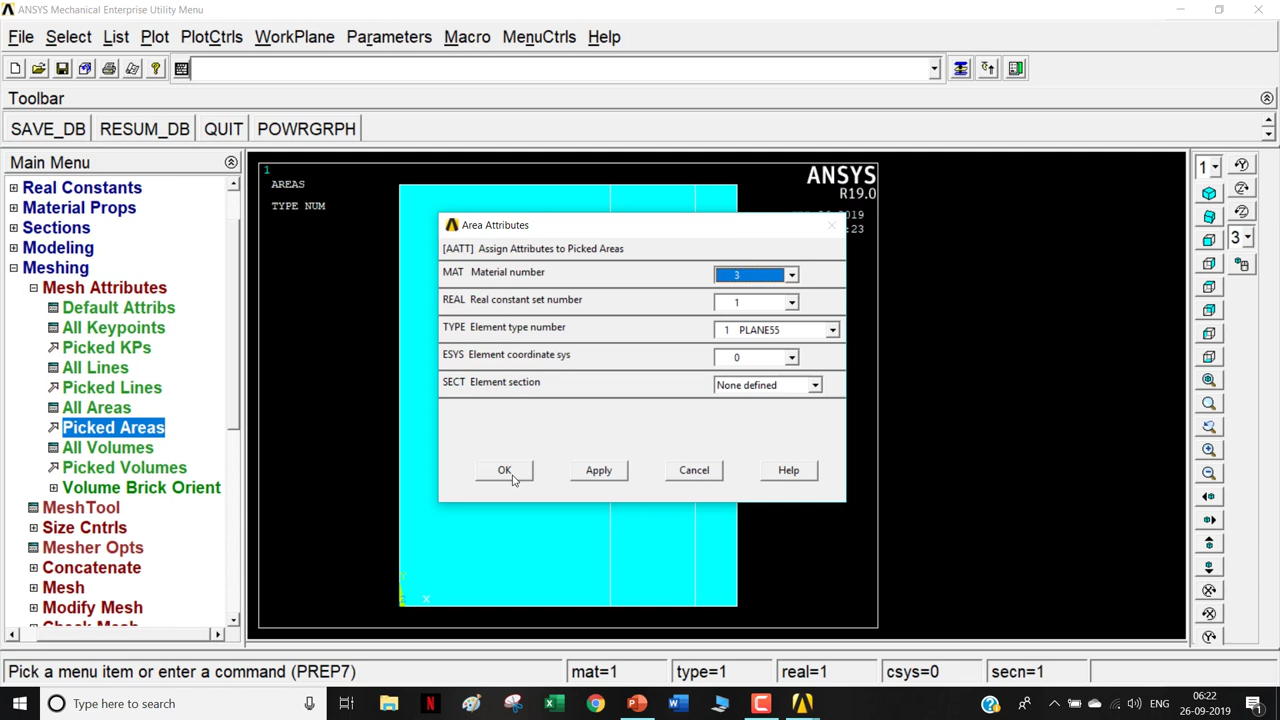 ANSYS Mechanical Enterprise Utility Menu
File Select List Plot PlotCtrls WorkPlane Parameters Macro MenuCtrls Help
Toolbar
SAVE_DB RESUM_DB QUIT POWRGRPH
Main Menu
Real Constants
Material Props
Sections
Modeling
Meshing
Mesh Attributes
Default Attribs
All Keypoints
Picked KPs
All Lines
Picked Lines
All Areas
Picked Areas
All Volumes
Picked Volumes
Volume Brick Orient
MeshTool
Size Cntrls
Mesher Opts
Concatenate
Mesh
Modify Mesh
Check Mesh
1
AREAS
TYPE NUM
ANSYS
R19.0
2019
:23
Area Attributes
[AATT] Assign Attributes to Picked Areas
MAT Material number 3
REAL Real constant set number 1
TYPE Element type number 1 PLANE55
ESYS Element coordinate sys 0
SECT Element section None defined
OK Apply Cancel Help
Y
X
1
3
Pick a menu item or enter a command (PREP7) mat=1 type=1 real=1 csys=0 secn=1
Type here to search
ENG
06:22
26-09-2019